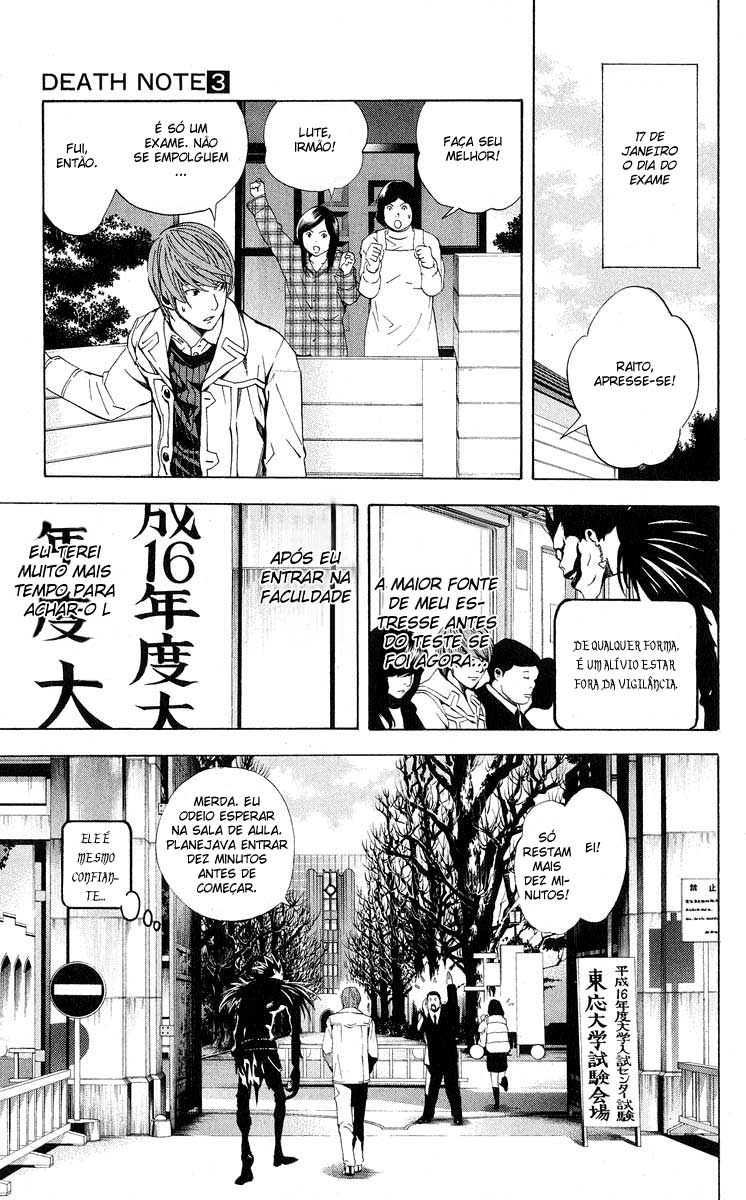 DEATH NOTE 3
17 DE
JANEIRO
O DIA DO
EXAME
RAITO,
APRESSE-SE!
FAÇA SEU
MELHOR!
LUTE,
IRMÃO!
É SÓ UM
EXAME. NÃO
SE EMPOLGUEM
...
FUI,
ENTÃO.
DE QUALQUER FORMA,
É UM ALÍVIO ESTAR
FORA DA VIGILÂNCIA.
A MAIOR FONTE
DE MEU ES-
TRESSE ANTES
DO TESTE SE
FOI AGORA...
APÓS EU
ENTRAR NA
FACULDADE
EU TEREI
MUITO MAIS
TEMPO PARA
ACHAR-O L
成16年度大
年度大
EI!
SÓ
RESTAM
MAIS
DEZ MI-
NUTOS!
MERDA. EU
ODEIO ESPERAR
NA SALA DE AULA.
PLANEJAVA ENTRAR
DEZ MINUTOS
ANTES DE
COMEÇAR.
ELE É
MESMO
CONFIAN-
TE...
禁止
平成16年度大学入試センター試験
東応大学試験会場